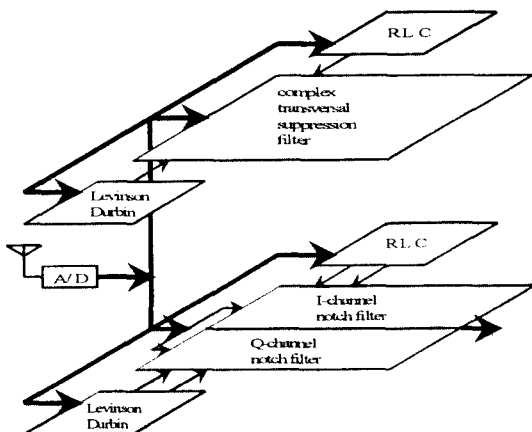 RLC
complex
transversal
suppression
filter
Levinson
Durbin
A/D
RLC
I-channel
notch filter
Q-channel
notch filter
Levinson
Durbin